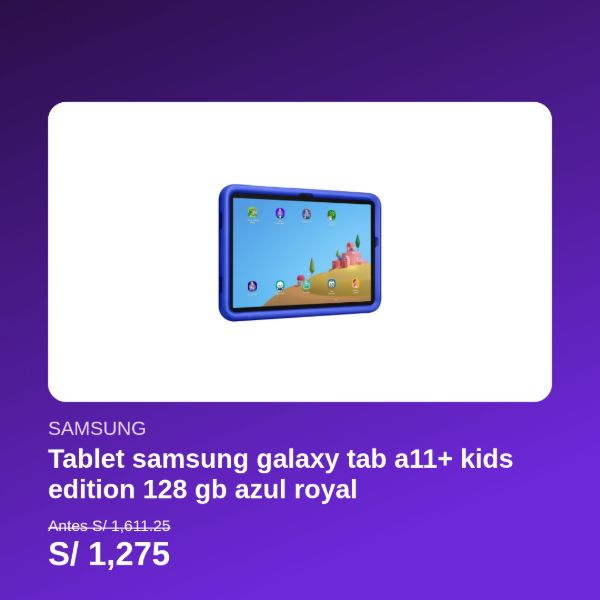 SAMSUNG
Tablet samsung galaxy tab a11+ kids
edition 128 gb azul royal
Antes S/ 1,611.25
S/ 1,275